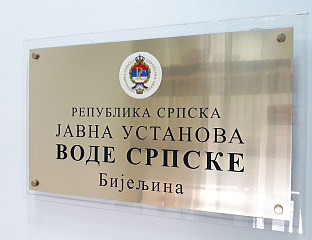 РЕПУБЛИКА СРПСКА
ЈАВНА УСТАНОВА
ВОДЕ СРПСКЕ
Бијељина